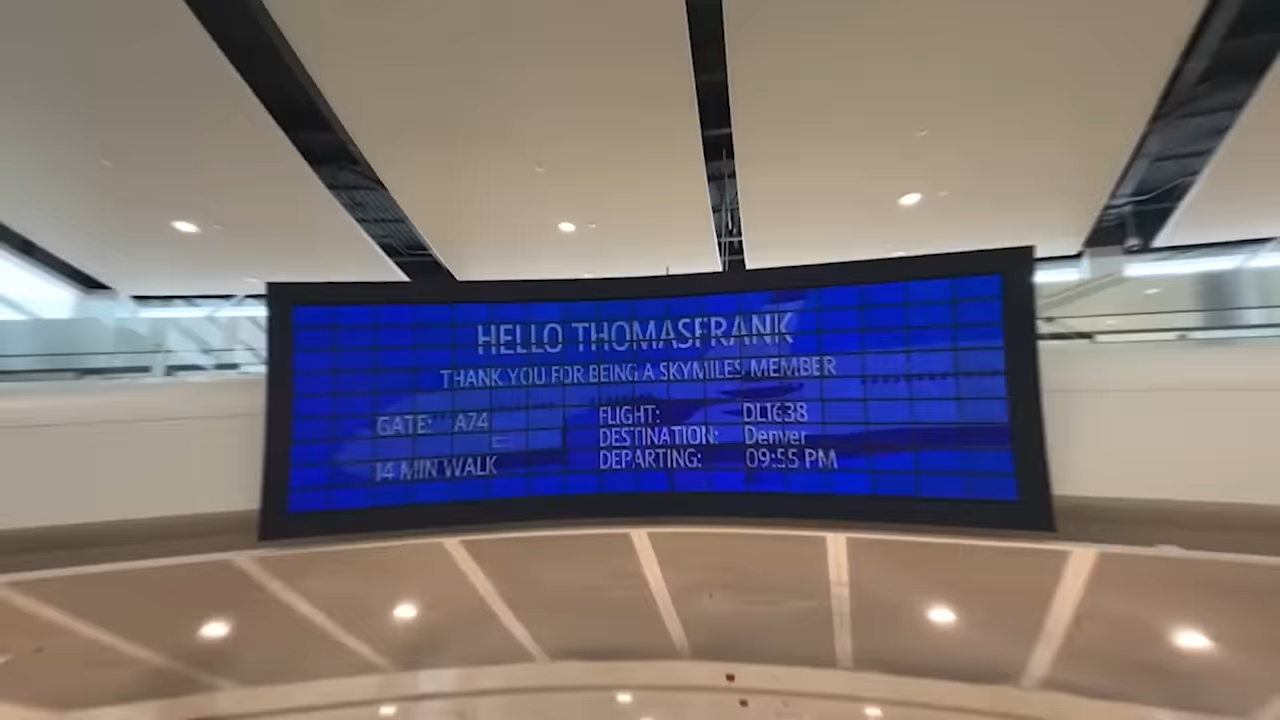 HELLO THOMASFRANK
THANK YOU FOR BEING A SKYMILES MEMBER
GATE: A74
14 MIN WALK
FLIGHT: DL1638
DESTINATION: Denver
DEPARTING: 09:55 PM